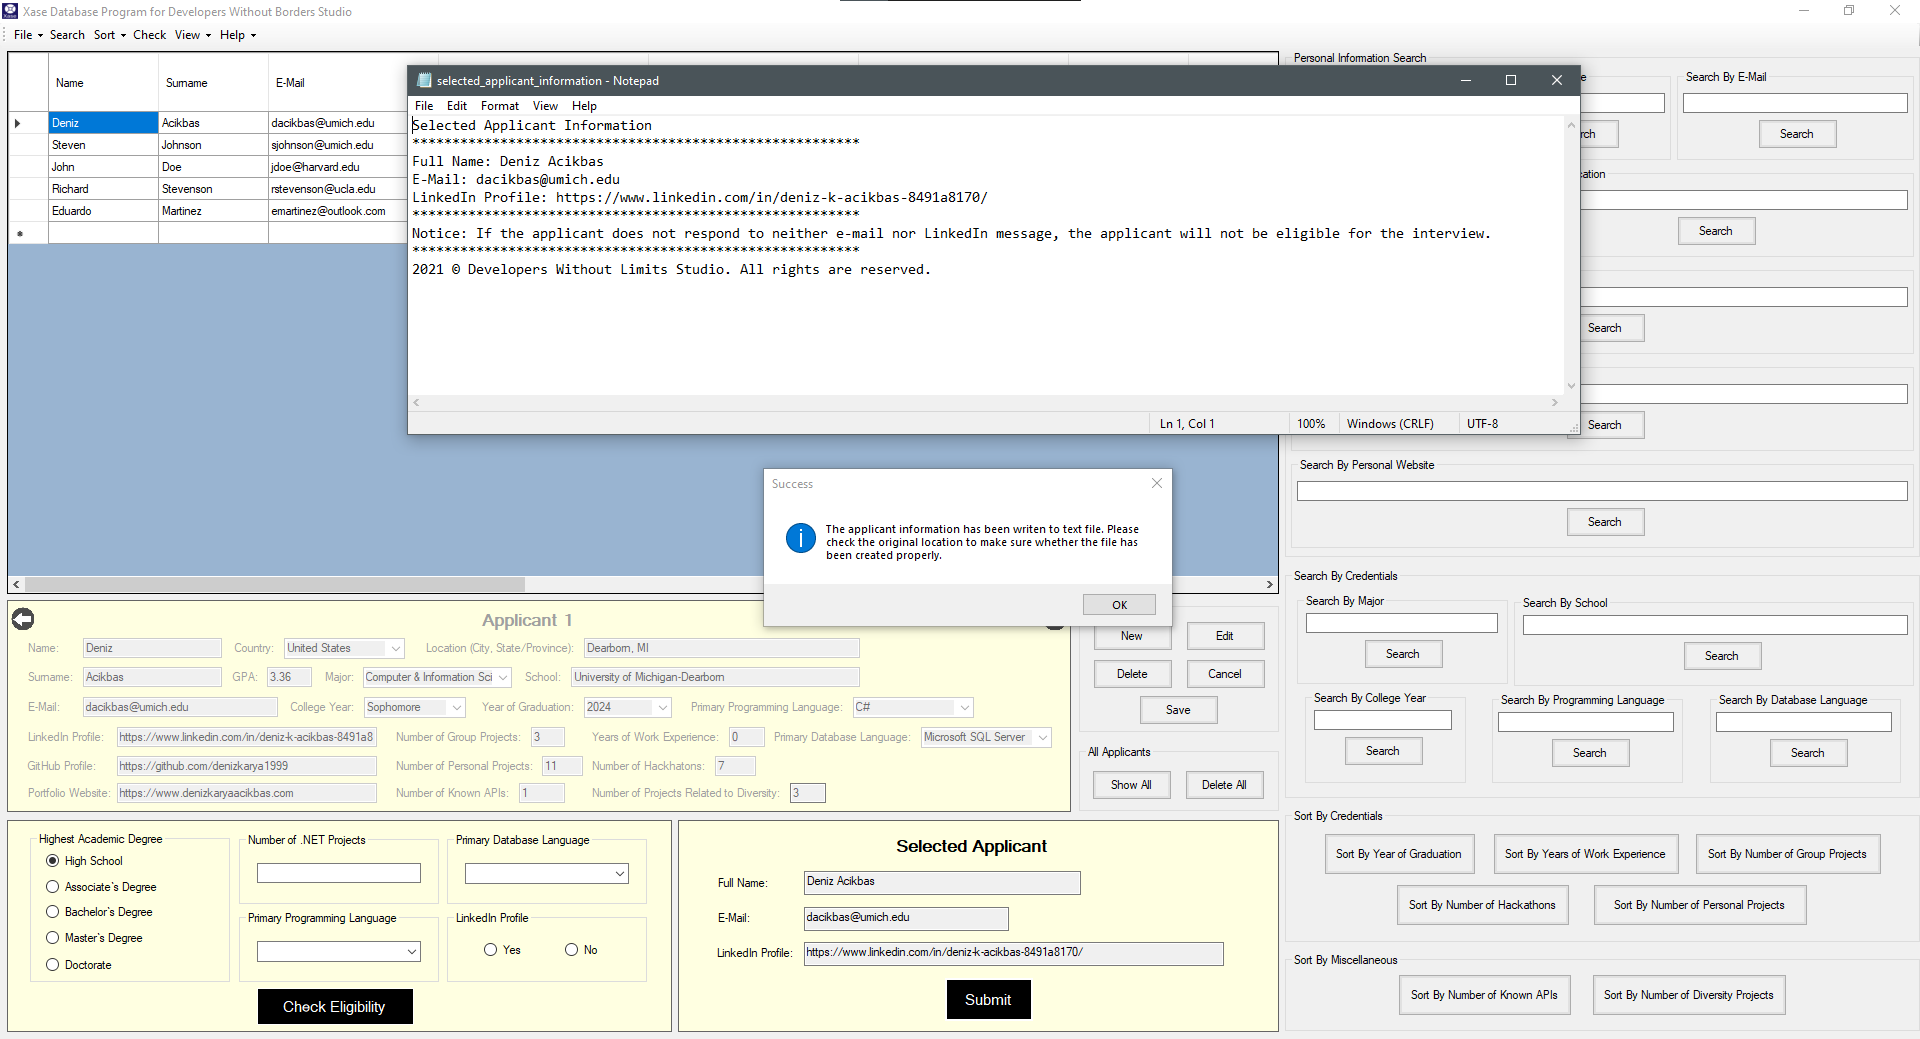 Xase Database Program for Developers Without Borders Studio
File Search Sort Check View Help
Name Surname E-Mail
Deniz Acikbas dacikbas@umich.edu
Steven Johnson sjohnson@umich.edu
John Doe jdoe@harvard.edu
Richard Stevenson rstevenson@ucla.edu
Eduardo Martinez emartinez@outlook.com
selected_applicant_information - Notepad
File Edit Format View Help
Selected Applicant Information
********************************************************
Full Name: Deniz Acikbas
E-Mail: dacikbas@umich.edu
LinkedIn Profile: https://www.linkedin.com/in/deniz-k-acikbas-8491a8170/
********************************************************
Notice: If the applicant does not respond to neither e-mail nor LinkedIn message, the applicant will not be eligible for the interview.
********************************************************
2021 © Developers Without Limits Studio. All rights are reserved.
Ln 1, Col 1 100% Windows (CRLF) UTF-8
Success
The applicant information has been writen to text file. Please
check the original location to make sure whether the file has
been created properly.
OK
Applicant 1
Name: Deniz Country: United States Location (City, State/Province): Dearborn, MI
Surname: Acikbas GPA: 3.36 Major: Computer & Information Sci School: University of Michigan-Dearborn
E-Mail: dacikbas@umich.edu College Year: Sophomore Year of Graduation: 2024 Primary Programming Language: C#
LinkedIn Profile: https://www.linkedin.com/in/deniz-k-acikbas-8491a8 Number of Group Projects: 3 Years of Work Experience: 0 Primary Database Language: Microsoft SQL Server
GitHub Profile: https://github.com/denizkarya1999 Number of Personal Projects: 11 Number of Hackhatons: 7
Portfolio Website: https://www.denizkaryaacikbas.com Number of Known APIs: 1 Number of Projects Related to Diversity: 3
New Edit
Delete Cancel
Save
All Applicants
Show All Delete All
Highest Academic Degree
High School
Associate's Degree
Bachelor's Degree
Master's Degree
Doctorate
Number of .NET Projects
Primary Database Language
Primary Programming Language
LinkedIn Profile
Yes No
Check Eligibility
Selected Applicant
Full Name: Deniz Acikbas
E-Mail: dacikbas@umich.edu
LinkedIn Profile: https://www.linkedin.com/in/deniz-k-acikbas-8491a8170/
Submit
Personal Information Search
e Search By E-Mail
rch Search
cation
Search
Search
Search
Search By Personal Website
Search
Search By Credentials
Search By Major Search By School
Search Search
Search By College Year Search By Programming Language Search By Database Language
Search Search Search
Sort By Credentials
Sort By Year of Graduation Sort By Years of Work Experience Sort By Number of Group Projects
Sort By Number of Hackathons Sort By Number of Personal Projects
Sort By Miscellaneous
Sort By Number of Known APIs Sort By Number of Diversity Projects